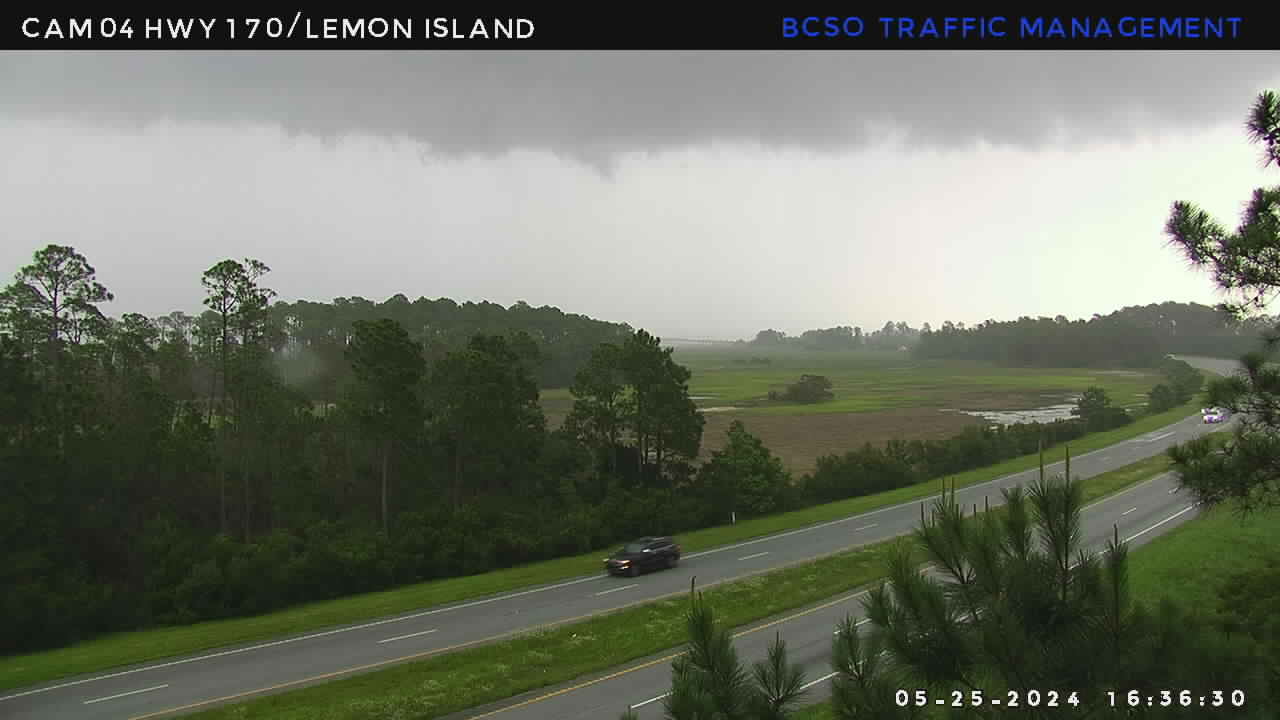 CAM04 HWY170/LEMON ISLAND
BCSO TRAFFIC MANAGEMENT
05-25-2024 16:36:30